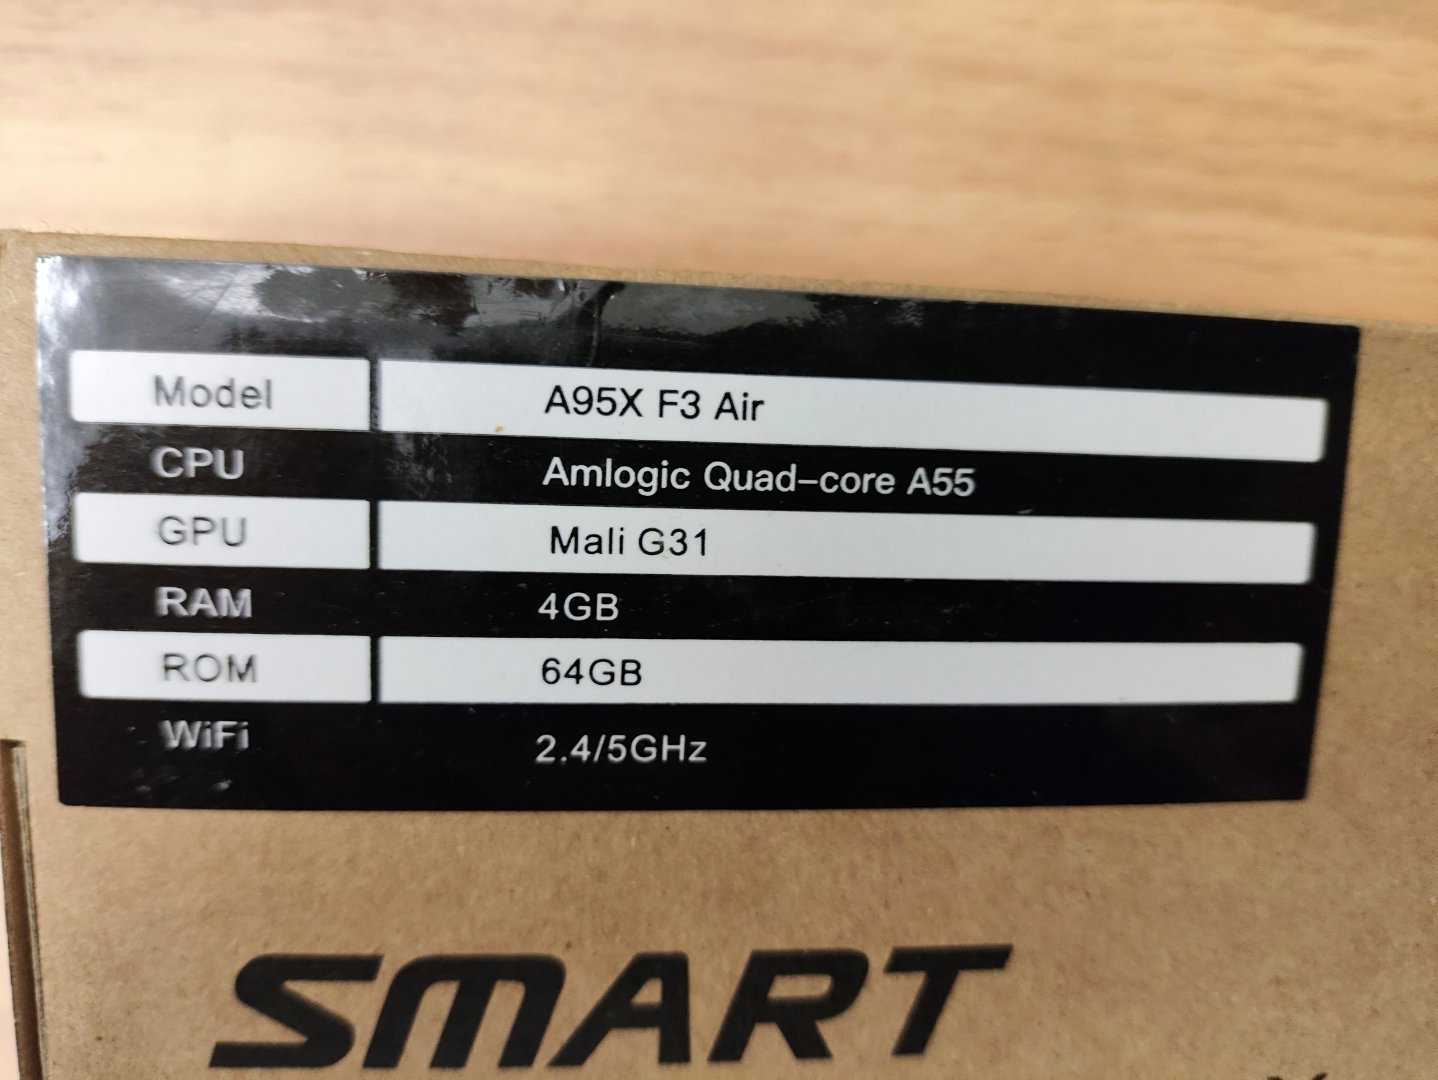 Model A95X F3 Air
CPU Amlogic Quad-core A55
GPU Mali G31
RAM 4GB
ROM 64GB
WiFi 2.4/5GHz
SMART